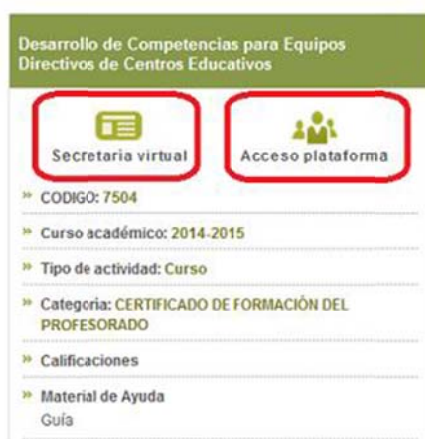 Desarrollo de Competencias para Equipos
Directivos de Centros Educativos
Secretaria virtual
Acceso plataforma
» CODIGO: 7504
» Curso académico: 2014-2015
» Tipo de actividad: Curso
» Categoria: CERTIFICADO DE FORMACIÓN DEL
PROFESORADO
» Calificaciones
» Material de Ayuda
Guía